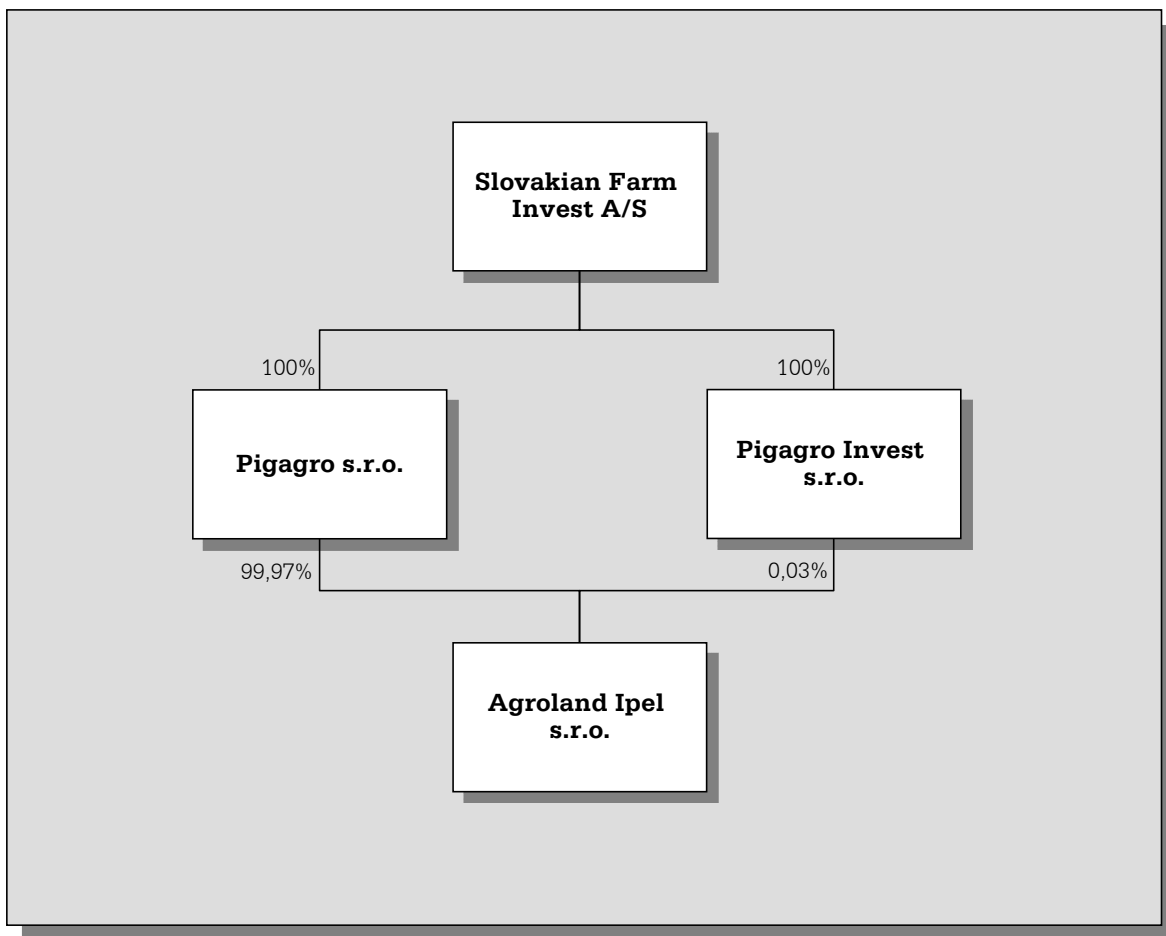 Slovakian Farm
Invest A/S
100%
100%
Pigagro s.r.o.
Pigagro Invest
s.r.o.
99,97%
0,03%
Agroland Ipel
s.r.o.